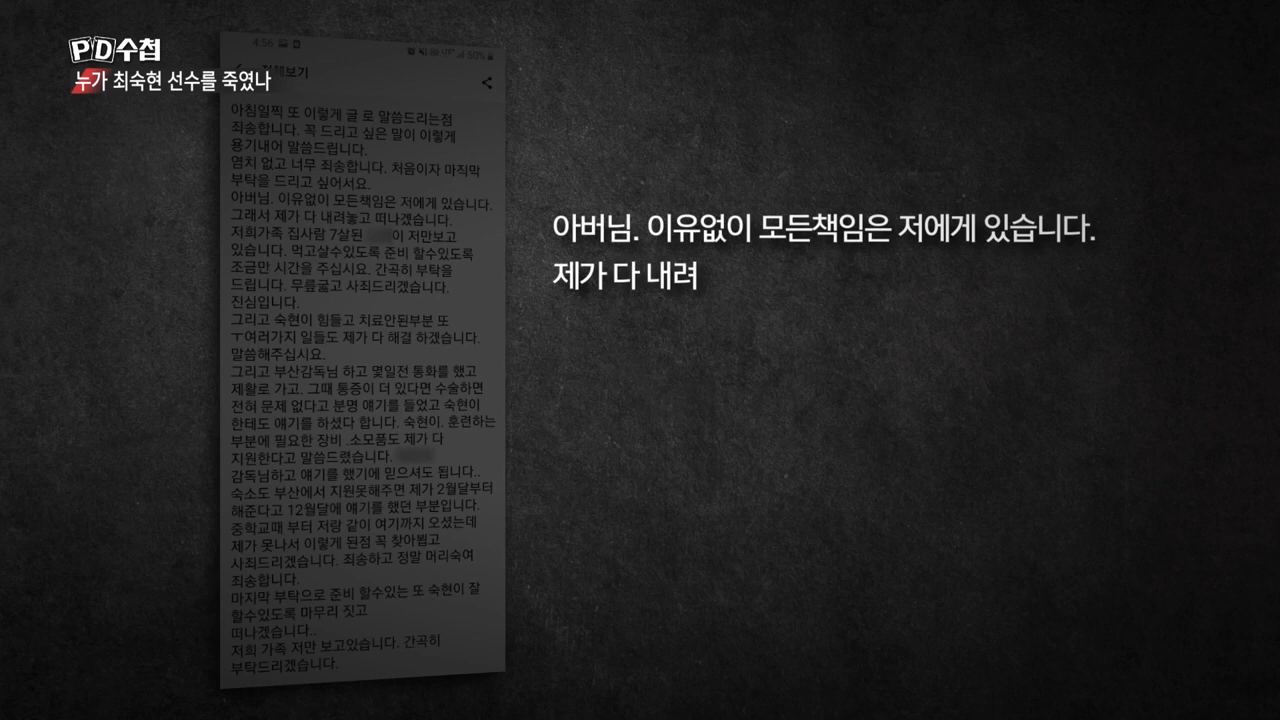 PD수첩
누가 최숙현 선수를 죽였나
4:56
50%
아침일찍 또 이렇게 글 로 말씀드리는점
죄송합니다. 꼭 드리고 싶은 말이 이렇게
용기내어 말씀드립니다.
염치 없고 너무 죄송합니다. 처음이자 마직막
부탁을 드리고 싶어서요.
아버님. 이유없이 모든책임은 저에게 있습니다.
그래서 제가 다 내려놓고 떠나겠습니다.
저희가족 집사람 7살된 이 저만보고
있습니다. 먹고살수있도록 준비 할수있도록
조금만 시간을 주십시요. 간곡히 부탁을
드립니다. 무릎굻고 사죄드리겠습니다.
진심입니다.
그리고 숙현이 힘들고 치료안된부분 또
ㅜ여러가지 일들도 제가 다 해결 하겠습니다.
말씀해주십시요.
그리고 부산감독님 하고 몇일전 통화를 했고
제활로 가고. 그때 통증이 더 있다면 수술하면
전혀 문제 없다고 분명 얘기를 들었고 숙현이
한테도 얘기를 하셨다 합니다. 숙현이. 훈련하는
부분에 필요한 장비 .소모품도 제가 다
지원한다고 말씀드렸습니다.
감독님하고 얘기를 했기에 믿으셔도 됩니다..
숙소도 부산에서 지원못해주면 제가 2월달부터
해준다고 12월달에 얘기를 했던 부분입니다.
중학교때 부터 저랑 같이 여기까지 오셨는데
제가 못나서 이렇게 된점 꼭 찾아뵙고
사죄드리겠습니다. 죄송하고 정말 머리숙여
죄송합니다.
마지막 부탁으로 준비 할수있는 또 숙현이 잘
할수있도록 마무리 짓고
떠나겠습니다..
저희 가족 저만 보고있습니다. 간곡히
부탁드리겠습니다.
아버님. 이유없이 모든책임은 저에게 있습니다.
제가 다 내려